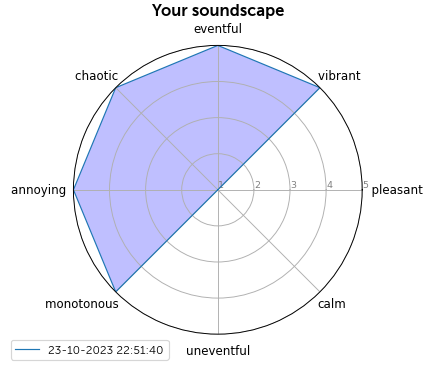 Your soundscape
eventful
chaotic
vibrant
annoying
1
2
3
4
5
pleasant
monotonous
calm
uneventful
23-10-2023 22:51:40